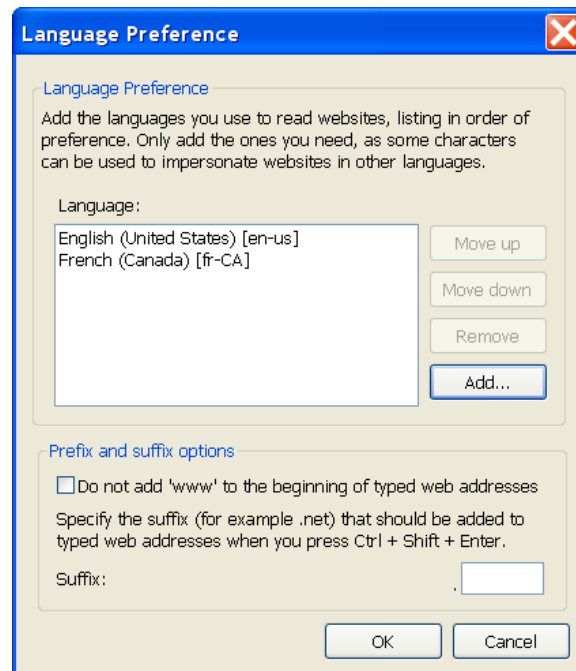 Language Preference
Language Preference
Add the languages you use to read websites, listing in order of
preference. Only add the ones you need, as some characters
can be used to impersonate websites in other languages.
Language:
English (United States) [en-us]
French (Canada) [fr-CA]
Move up
Move down
Remove
Add...
Prefix and suffix options
Do not add 'www' to the beginning of typed web addresses
Specify the suffix (for example .net) that should be added to
typed web addresses when you press Ctrl + Shift + Enter.
Suffix: .
OK Cancel